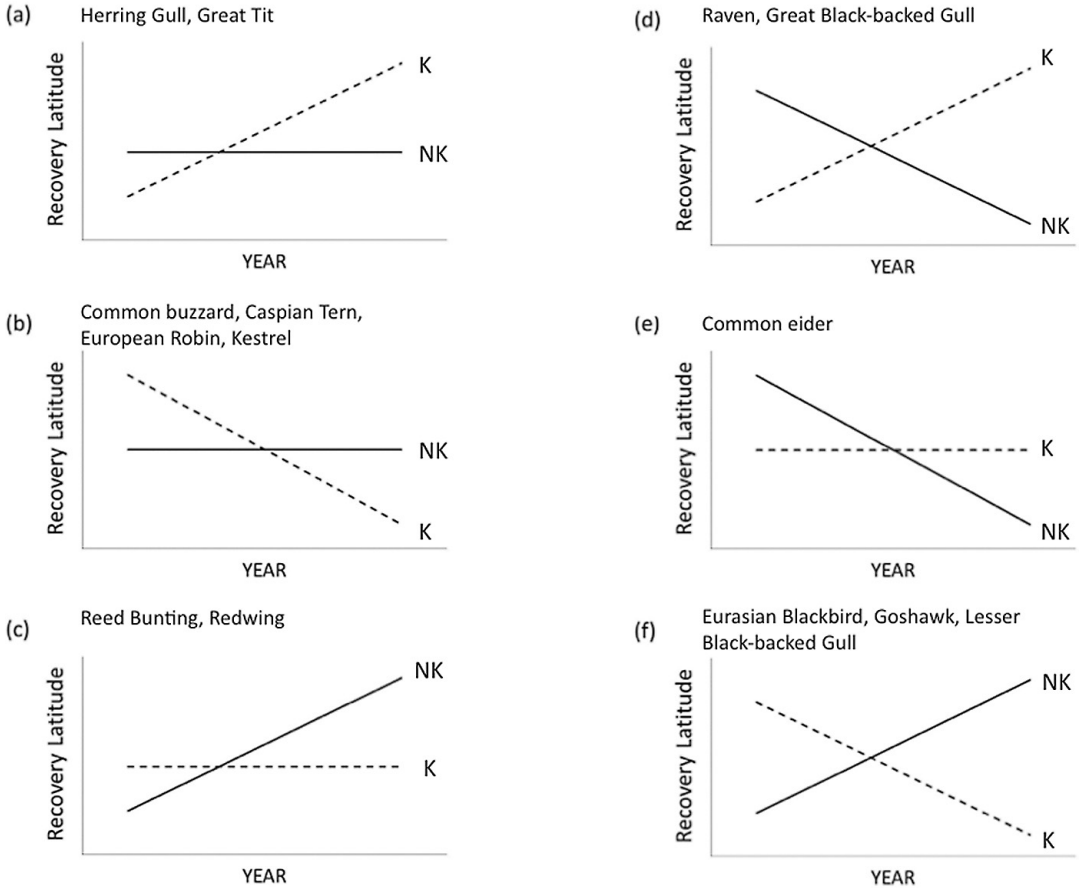 (a)
Herring Gull, Great Tit
Recovery Latitude
K
NK
YEAR
(b)
Common buzzard, Caspian Tern,
European Robin, Kestrel
Recovery Latitude
NK
K
YEAR
(c)
Reed Bunting, Redwing
Recovery Latitude
NK
K
YEAR
(d)
Raven, Great Black-backed Gull
Recovery Latitude
K
NK
YEAR
(e)
Common eider
Recovery Latitude
K
NK
YEAR
(f)
Eurasian Blackbird, Goshawk, Lesser
Black-backed Gull
Recovery Latitude
NK
K
YEAR